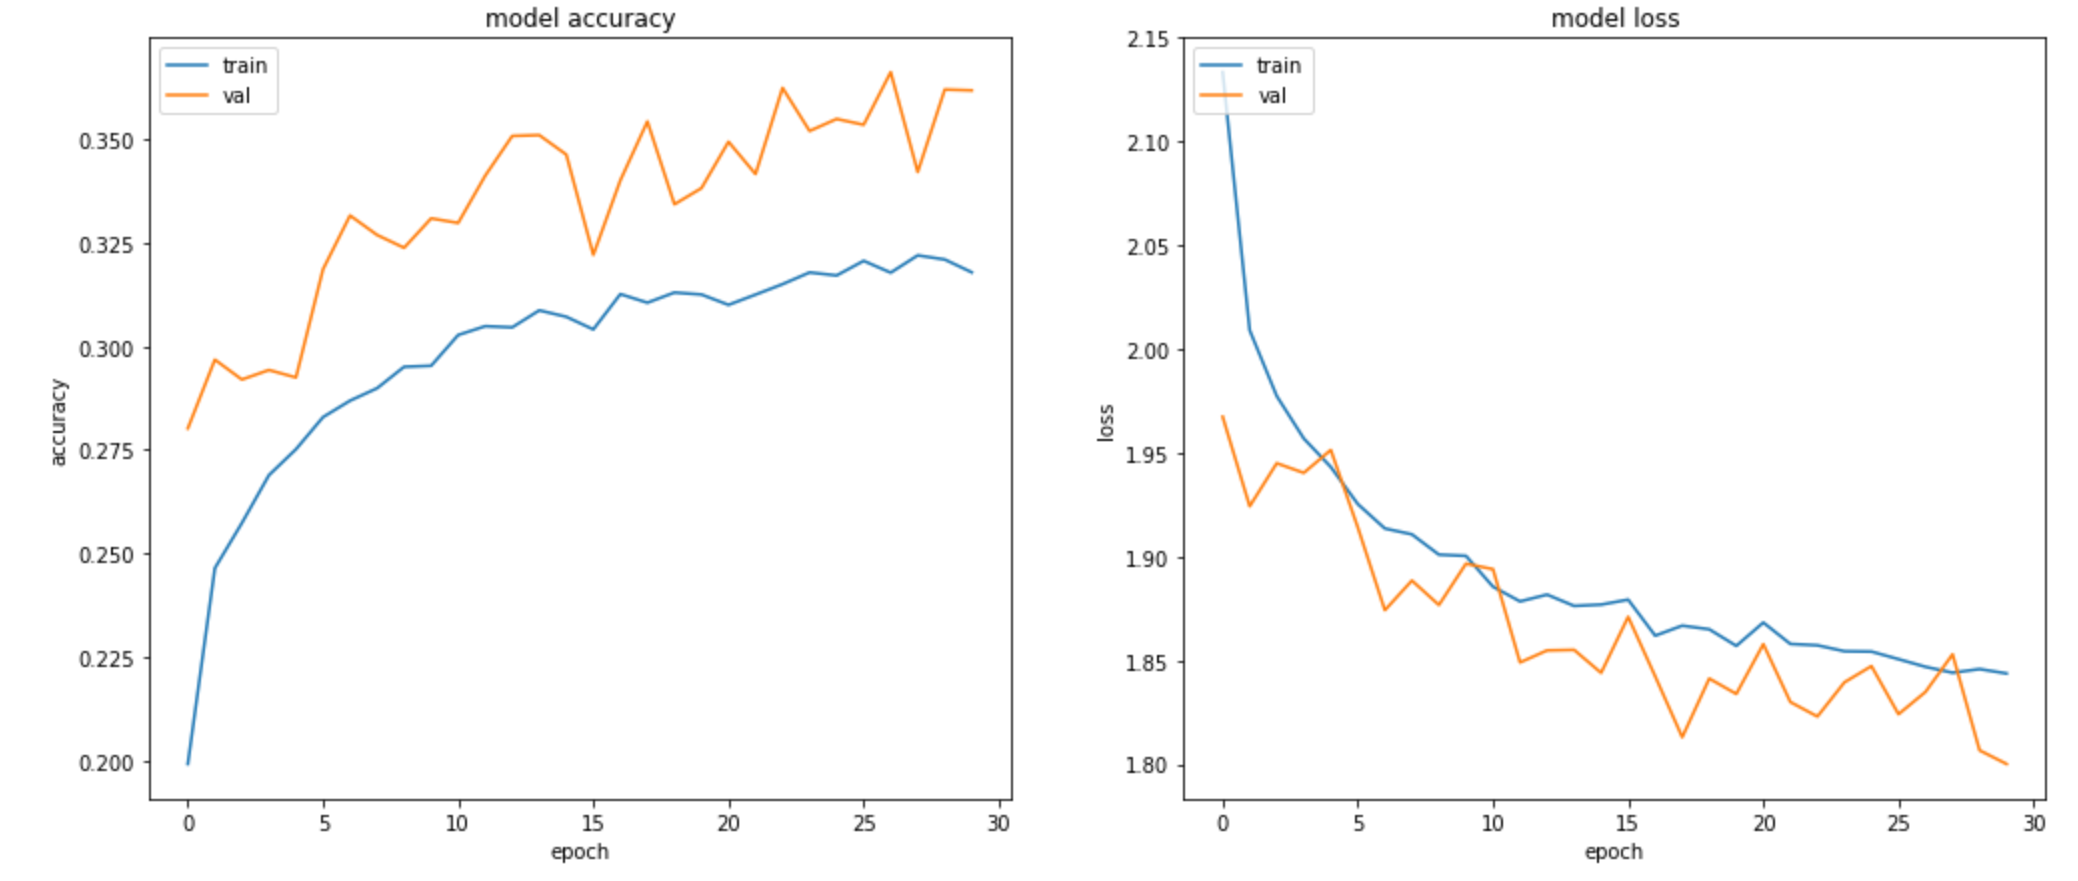 model accuracy
train
val
0.350
0.325
0.300
0.275
0.250
0.225
0.200
accuracy
0 5 10 15 20 25 30
epoch
model loss
train
val
2.15
2.10
2.05
2.00
1.95
1.90
1.85
1.80
loss
0 5 10 15 20 25 30
epoch